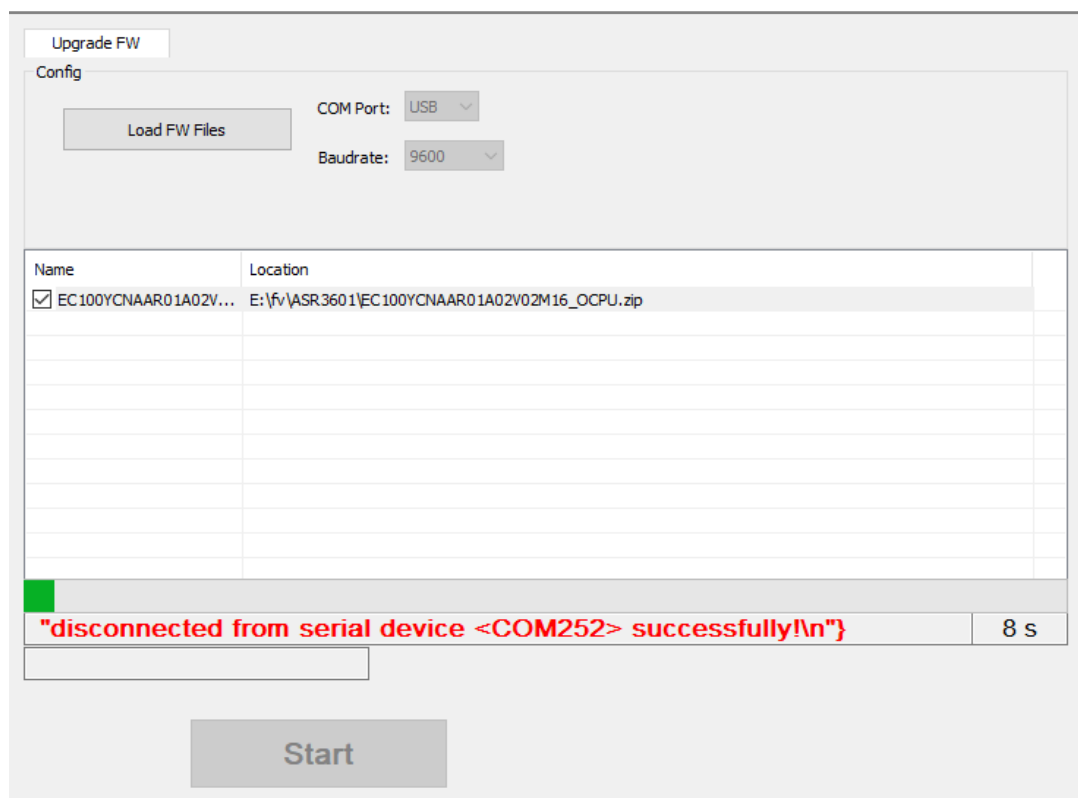 Upgrade FW
Config
Load FW Files
COM Port:
USB
Baudrate:
9600
Name Location
EC100YCNAAR01A02V... E:\fv\ASR3601\EC100YCNAAR01A02V02M16_OCPU.zip
"disconnected from serial device <COM252> successfully!\n"} 8 s
Start